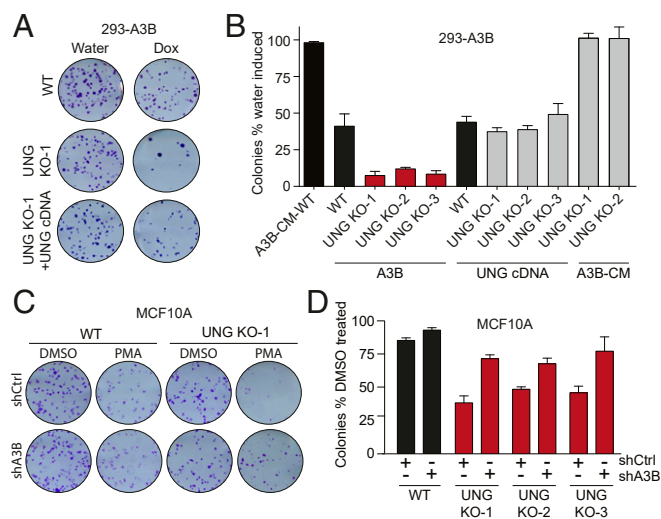 A
293-A3B
Water
Dox
WT
UNG
KO-1
UNG KO-1
+UNG cDNA
B
293-A3B
Colonies % water induced
100
75
50
25
0
A3B-CM-WT
WT
UNG KO-1
UNG KO-2
UNG KO-3
WT
UNG KO-1
UNG KO-2
UNG KO-3
UNG KO-1
UNG KO-2
A3B
UNG cDNA
A3B-CM
C
MCF10A
WT
UNG KO-1
DMSO
PMA
DMSO
PMA
shCtrl
shA3B
D
MCF10A
Colonies % DMSO treated
100
75
50
25
0
+ - + - + - + - shCtrl
- + - + - + - + shA3B
WT
UNG
KO-1
UNG
KO-2
UNG
KO-3